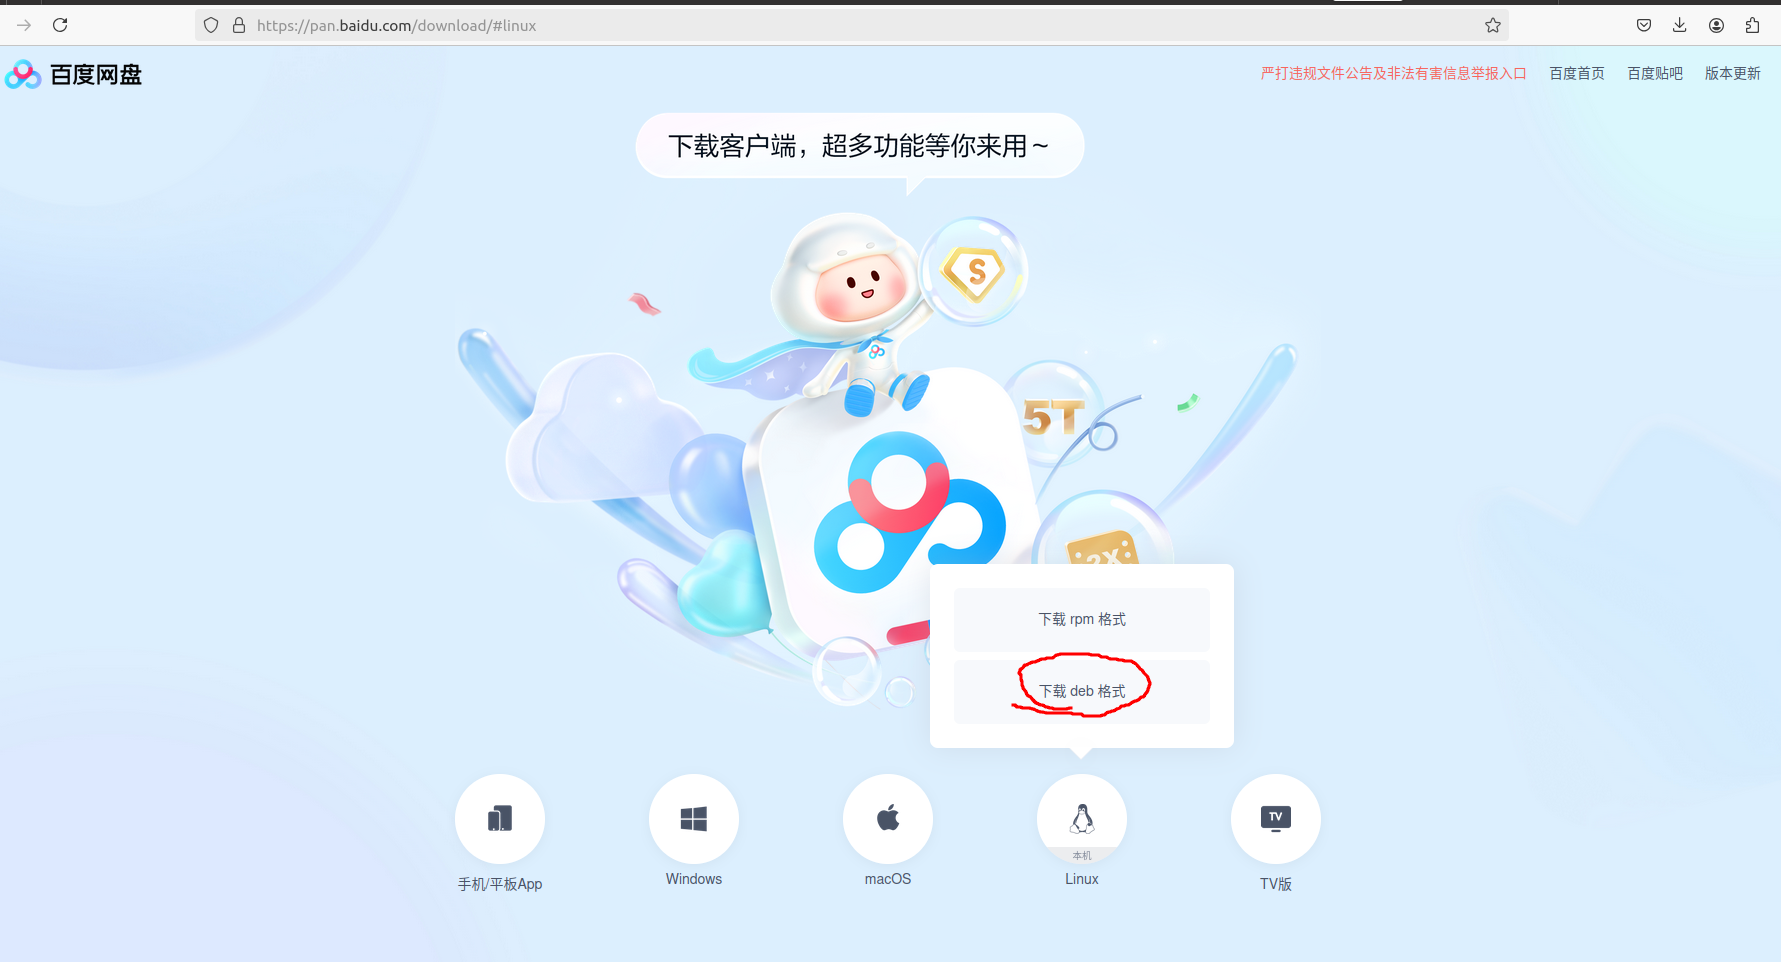 https://pan.baidu.com/download/#linux
百度网盘
严打违规文件公告及非法有害信息举报入口 百度首页 百度贴吧 版本更新
下载客户端，超多功能等你来用～
S
5T
2X
下载 rpm 格式
下载 deb 格式
TV
本机
手机/平板App Windows macOS Linux TV版